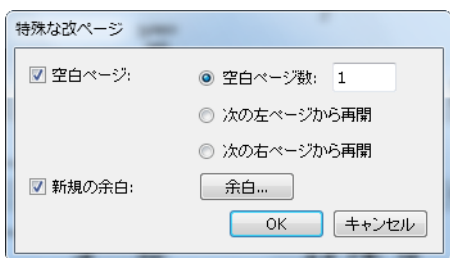 特殊な改ページ
空白ページ: 空白ページ数: 1
次の左ページから再開
次の右ページから再開
新規の余白: 余白...
OK キャンセル